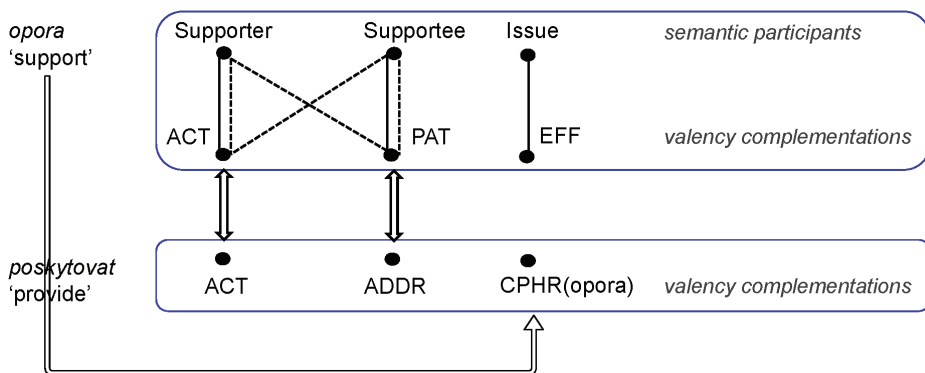 opora Supporter Supportee Issue semantic participants
'support'
ACT PAT EFF valency complementations
poskytovat
'provide' ACT ADDR CPHR(opora) valency complementations